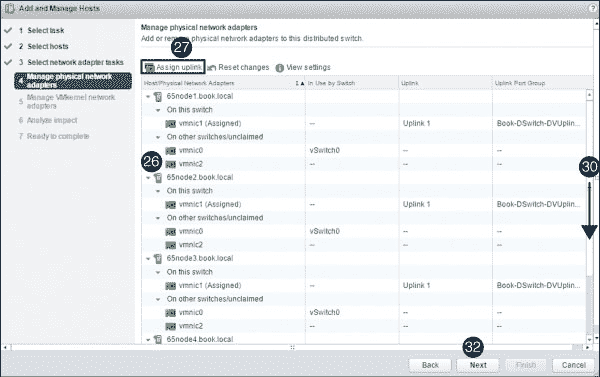 Add and Manage Hosts
1 Select task
2 Select hosts
3 Select network adapter tasks
4 Manage physical network adapters
5 Manage VMkernel network adapters
6 Analyze impact
7 Ready to complete
Manage physical network adapters
Add or remove physical network adapters to this distributed switch.
27
Assign uplink Reset changes View settings
Host/Physical Network Adapters In Use by Switch Uplink Uplink Port Group
65node1.book.local
On this switch
vmnic1 (Assigned) -- Uplink 1 Book-DSwitch-DVUplin...
On other switches/unclaimed
vmnic0 vSwitch0 -- --
26 vmnic2 -- -- --
65node2.book.local
30
On this switch
vmnic1 (Assigned) -- Uplink 1 Book-DSwitch-DVUplin...
On other switches/unclaimed
vmnic0 vSwitch0 -- --
vmnic2 -- -- --
65node3.book.local
On this switch
vmnic1 (Assigned) -- Uplink 1 Book-DSwitch-DVUplin...
On other switches/unclaimed
vmnic0 vSwitch0 -- --
vmnic2 -- -- --
65node4.book.local
32
Back Next Finish Cancel